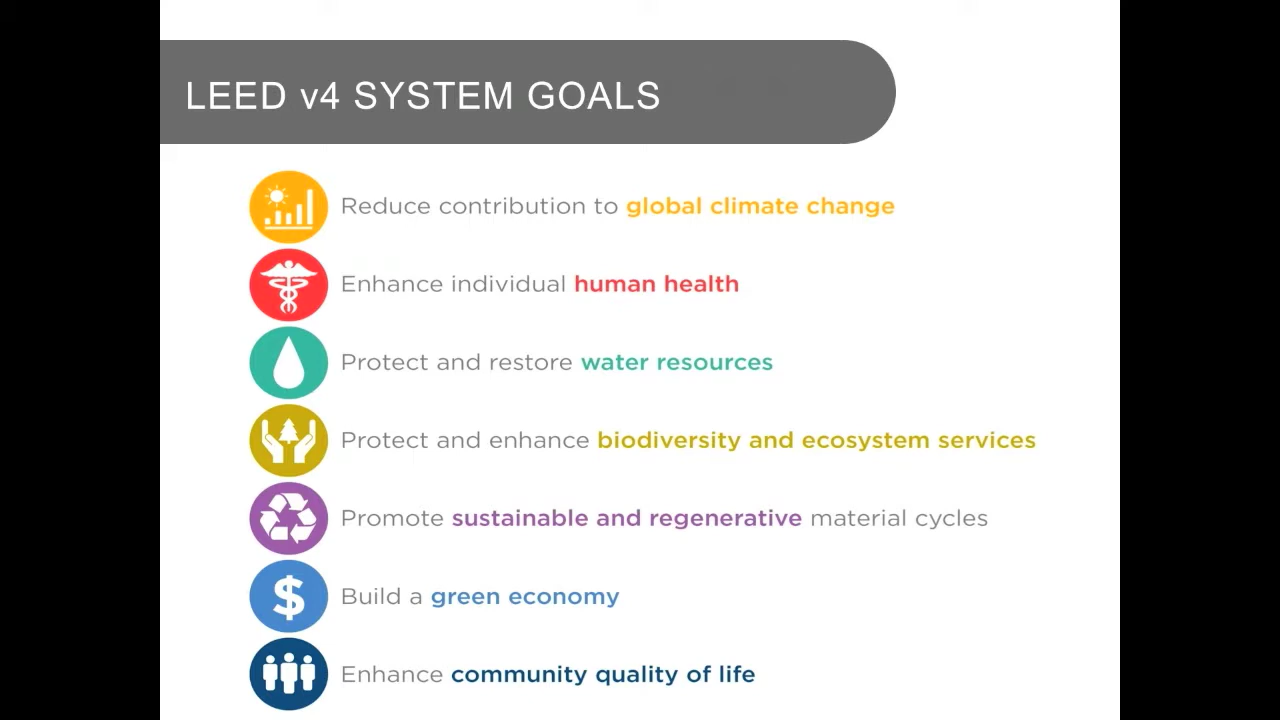 LEED v4 SYSTEM GOALS
Reduce contribution to global climate change
Enhance individual human health
Protect and restore water resources
Protect and enhance biodiversity and ecosystem services
Promote sustainable and regenerative material cycles
$
Build a green economy
Enhance community quality of life